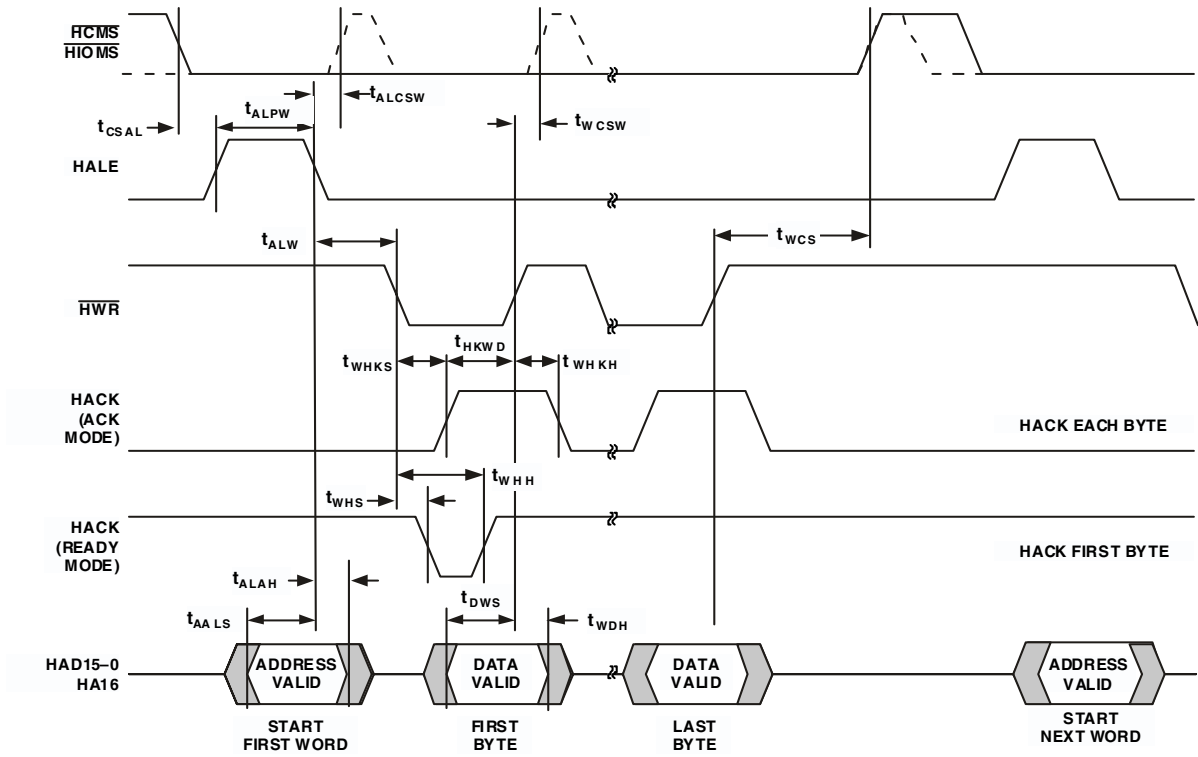 HCMS
HIOMS
tALCSW
tALPW
tCSAL
tWCSW
HALE
tALW
tWCS
HWR
tHKWD
tWHKS
tWHKH
HACK
(ACK
MODE)
HACK EACH BYTE
tWHH
tWHS
HACK
(READY
MODE)
HACK FIRST BYTE
tALAH
tDWS
tAALS
tWDH
HAD15–0
HA16
ADDRESS
VALID
DATA
VALID
DATA
VALID
ADDRESS
VALID
START
FIRST WORD
FIRST
BYTE
LAST
BYTE
START
NEXT WORD